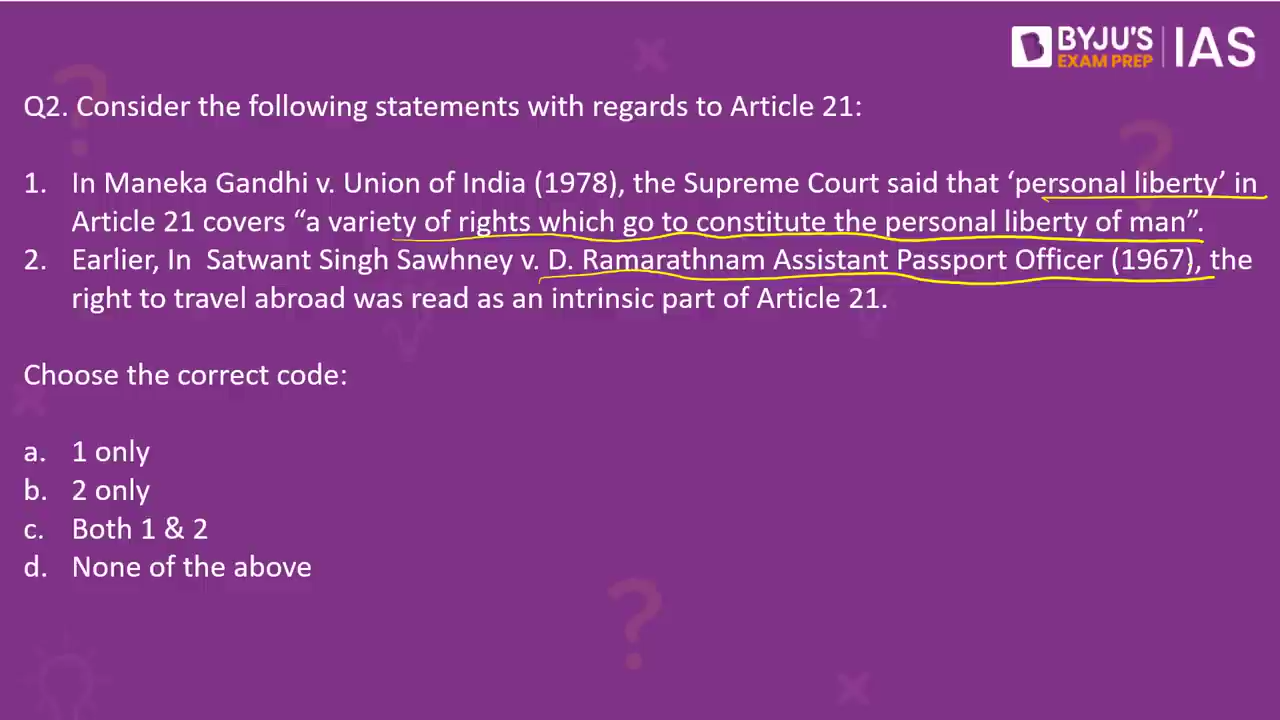 BYJU'S
EXAM PREP
IAS
Q2. Consider the following statements with regards to Article 21:
1. In Maneka Gandhi v. Union of India (1978), the Supreme Court said that ‘personal liberty’ in
Article 21 covers “a variety of rights which go to constitute the personal liberty of man”.
2. Earlier, In Satwant Singh Sawhney v. D. Ramarathnam Assistant Passport Officer (1967), the
right to travel abroad was read as an intrinsic part of Article 21.
Choose the correct code:
a. 1 only
b. 2 only
c. Both 1 & 2
d. None of the above